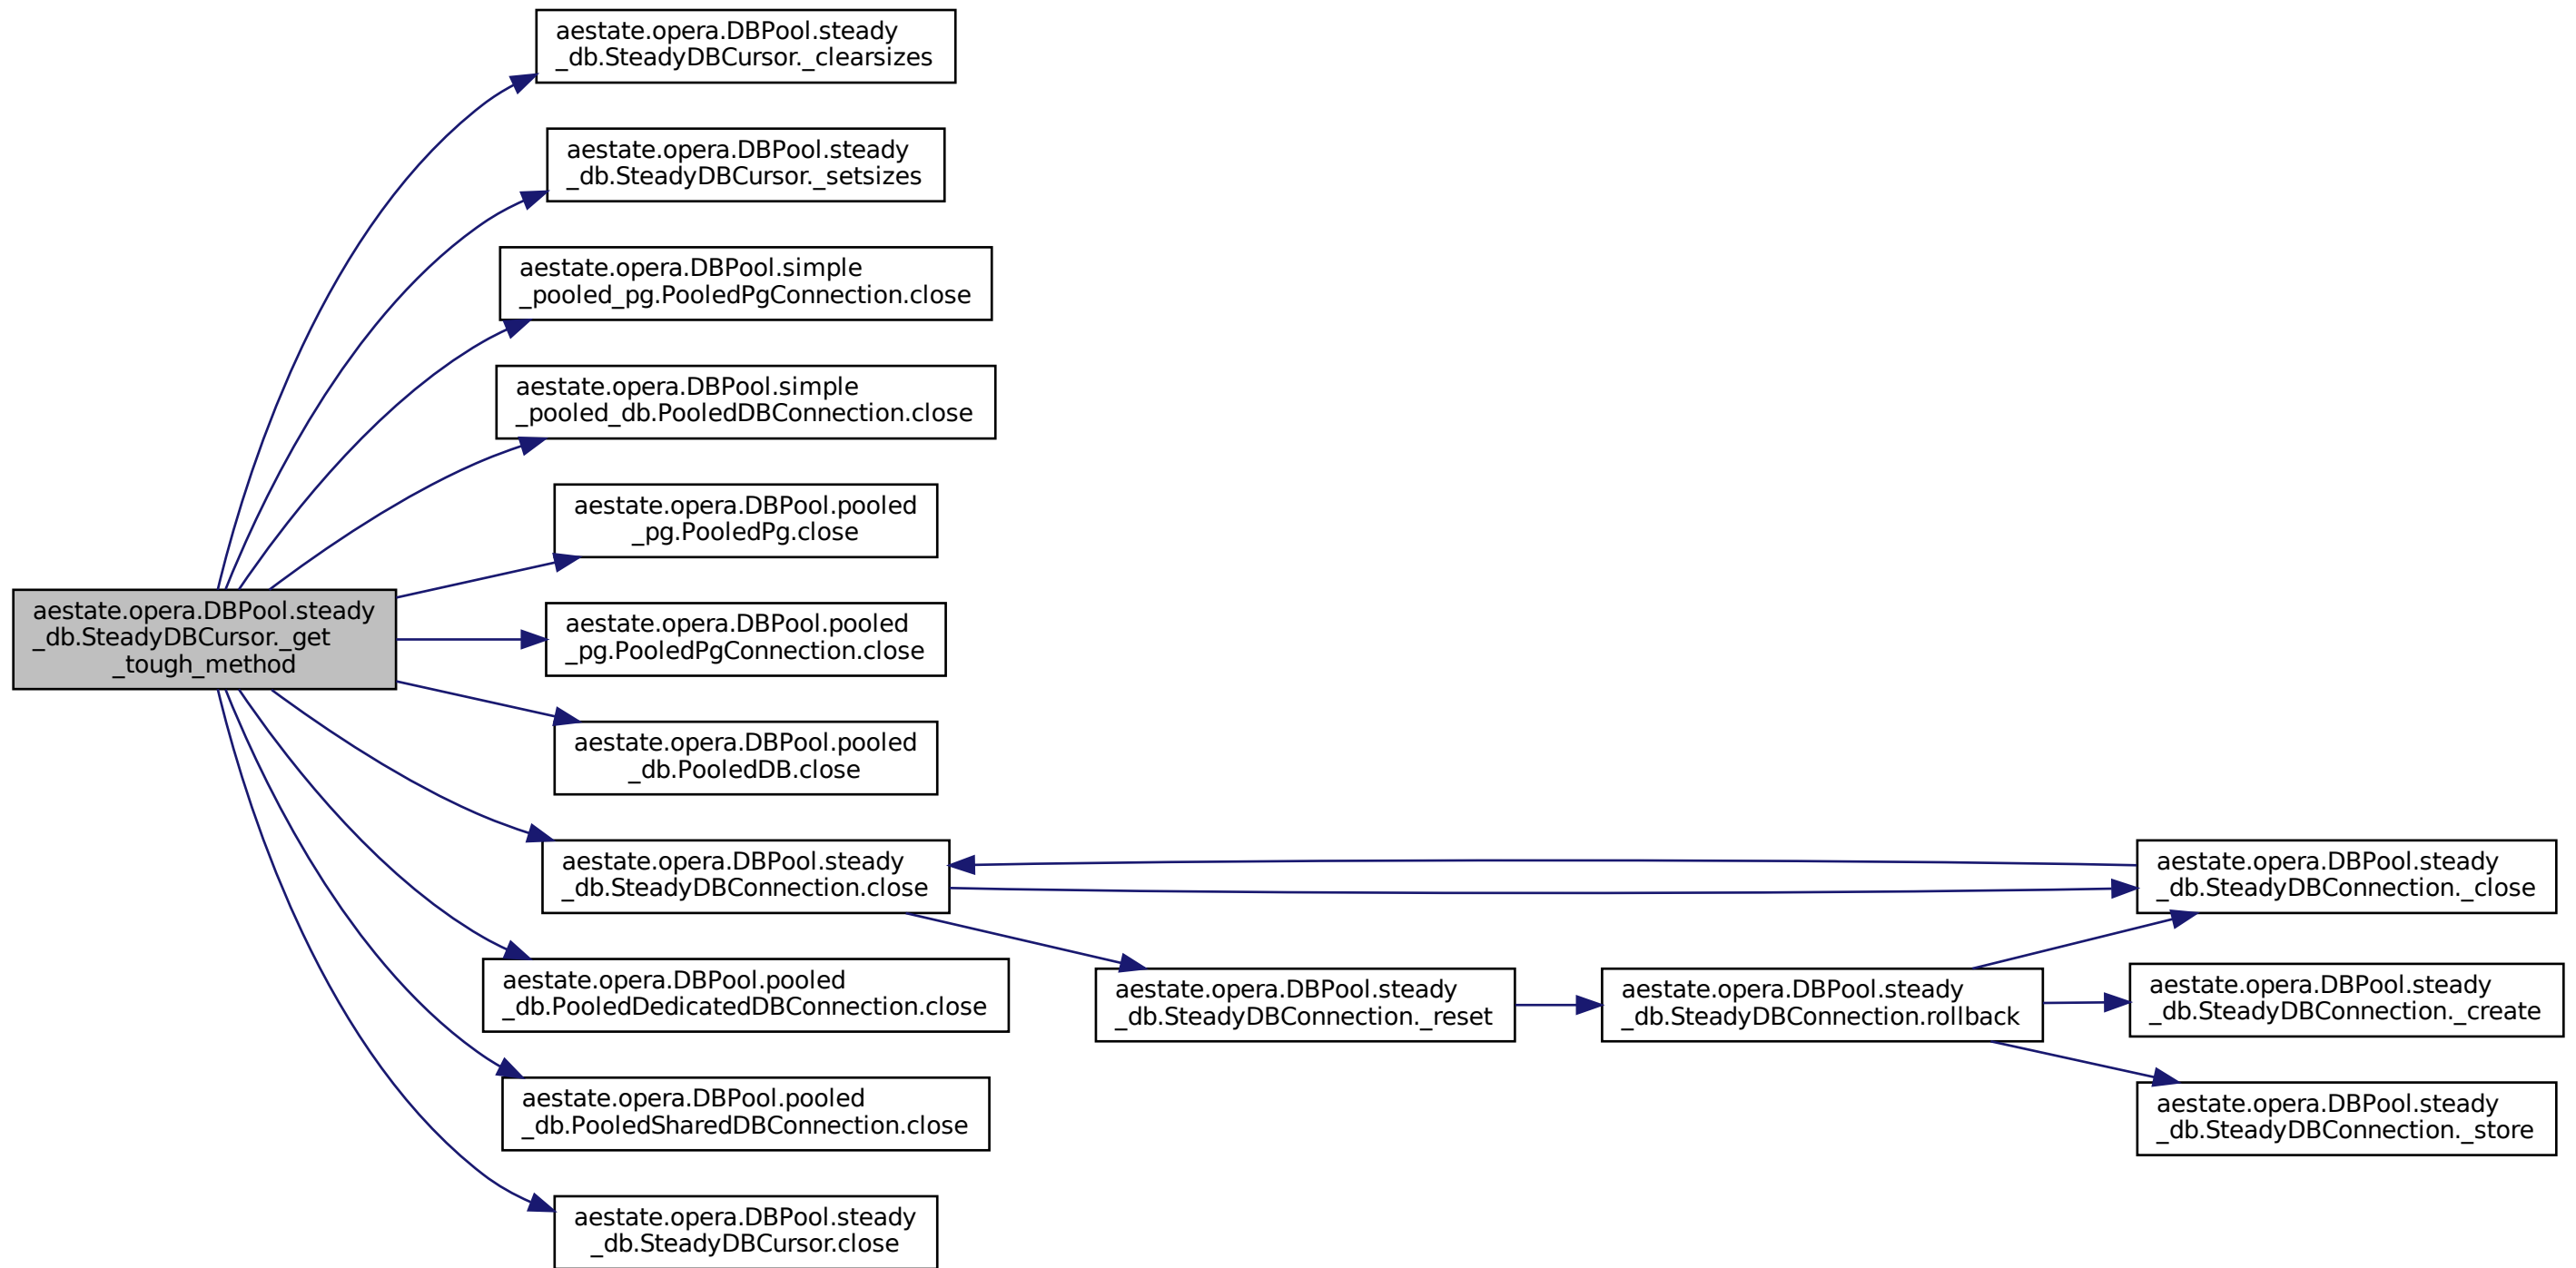 aestate.opera.DBPool.steady
_db.SteadyDBCursor._clearsizes
aestate.opera.DBPool.steady
_db.SteadyDBCursor._setsizes
aestate.opera.DBPool.simple
_pooled_pg.PooledPgConnection.close
aestate.opera.DBPool.simple
_pooled_db.PooledDBConnection.close
aestate.opera.DBPool.pooled
_pg.PooledPg.close
aestate.opera.DBPool.steady
_db.SteadyDBCursor._get
_tough_method
aestate.opera.DBPool.pooled
_pg.PooledPgConnection.close
aestate.opera.DBPool.pooled
_db.PooledDB.close
aestate.opera.DBPool.steady
_db.SteadyDBConnection.close
aestate.opera.DBPool.steady
_db.SteadyDBConnection._close
aestate.opera.DBPool.pooled
_db.PooledDedicatedDBConnection.close
aestate.opera.DBPool.steady
_db.SteadyDBConnection._reset
aestate.opera.DBPool.steady
_db.SteadyDBConnection.rollback
aestate.opera.DBPool.steady
_db.SteadyDBConnection._create
aestate.opera.DBPool.pooled
_db.PooledSharedDBConnection.close
aestate.opera.DBPool.steady
_db.SteadyDBConnection._store
aestate.opera.DBPool.steady
_db.SteadyDBCursor.close